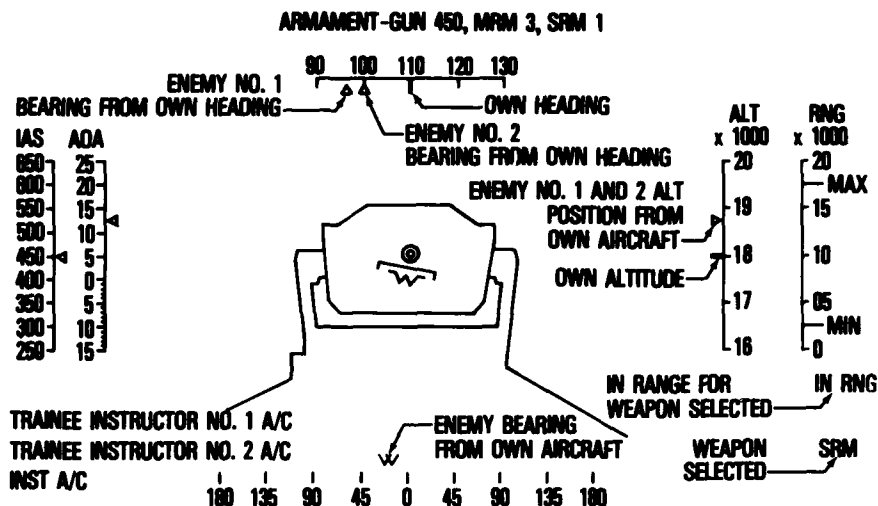 ARMAMENT-GUN 450, MRM 3, SRM 1
90 100 110 120 130
ENEMY NO. 1
BEARING FROM OWN HEADING
OWN HEADING
ENEMY NO. 2
BEARING FROM OWN HEADING
IAS
650
600
550
500
450
400
350
300
250
AOA
25
20
15
10
5
0
5
10
15
ENEMY NO. 1 AND 2 ALT
POSITION FROM
OWN AIRCRAFT
OWN ALTITUDE
ALT
x 1000
20
19
18
17
16
RNG
x 1000
20
MAX
15
10
05
MIN
0
IN RANGE FOR
WEAPON SELECTED
IN RNG
WEAPON
SELECTED
SRM
TRAINEE INSTRUCTOR NO. 1 A/C
TRAINEE INSTRUCTOR NO. 2 A/C
INST A/C
ENEMY BEARING
FROM OWN AIRCRAFT
180 135 90 45 0 45 90 135 180